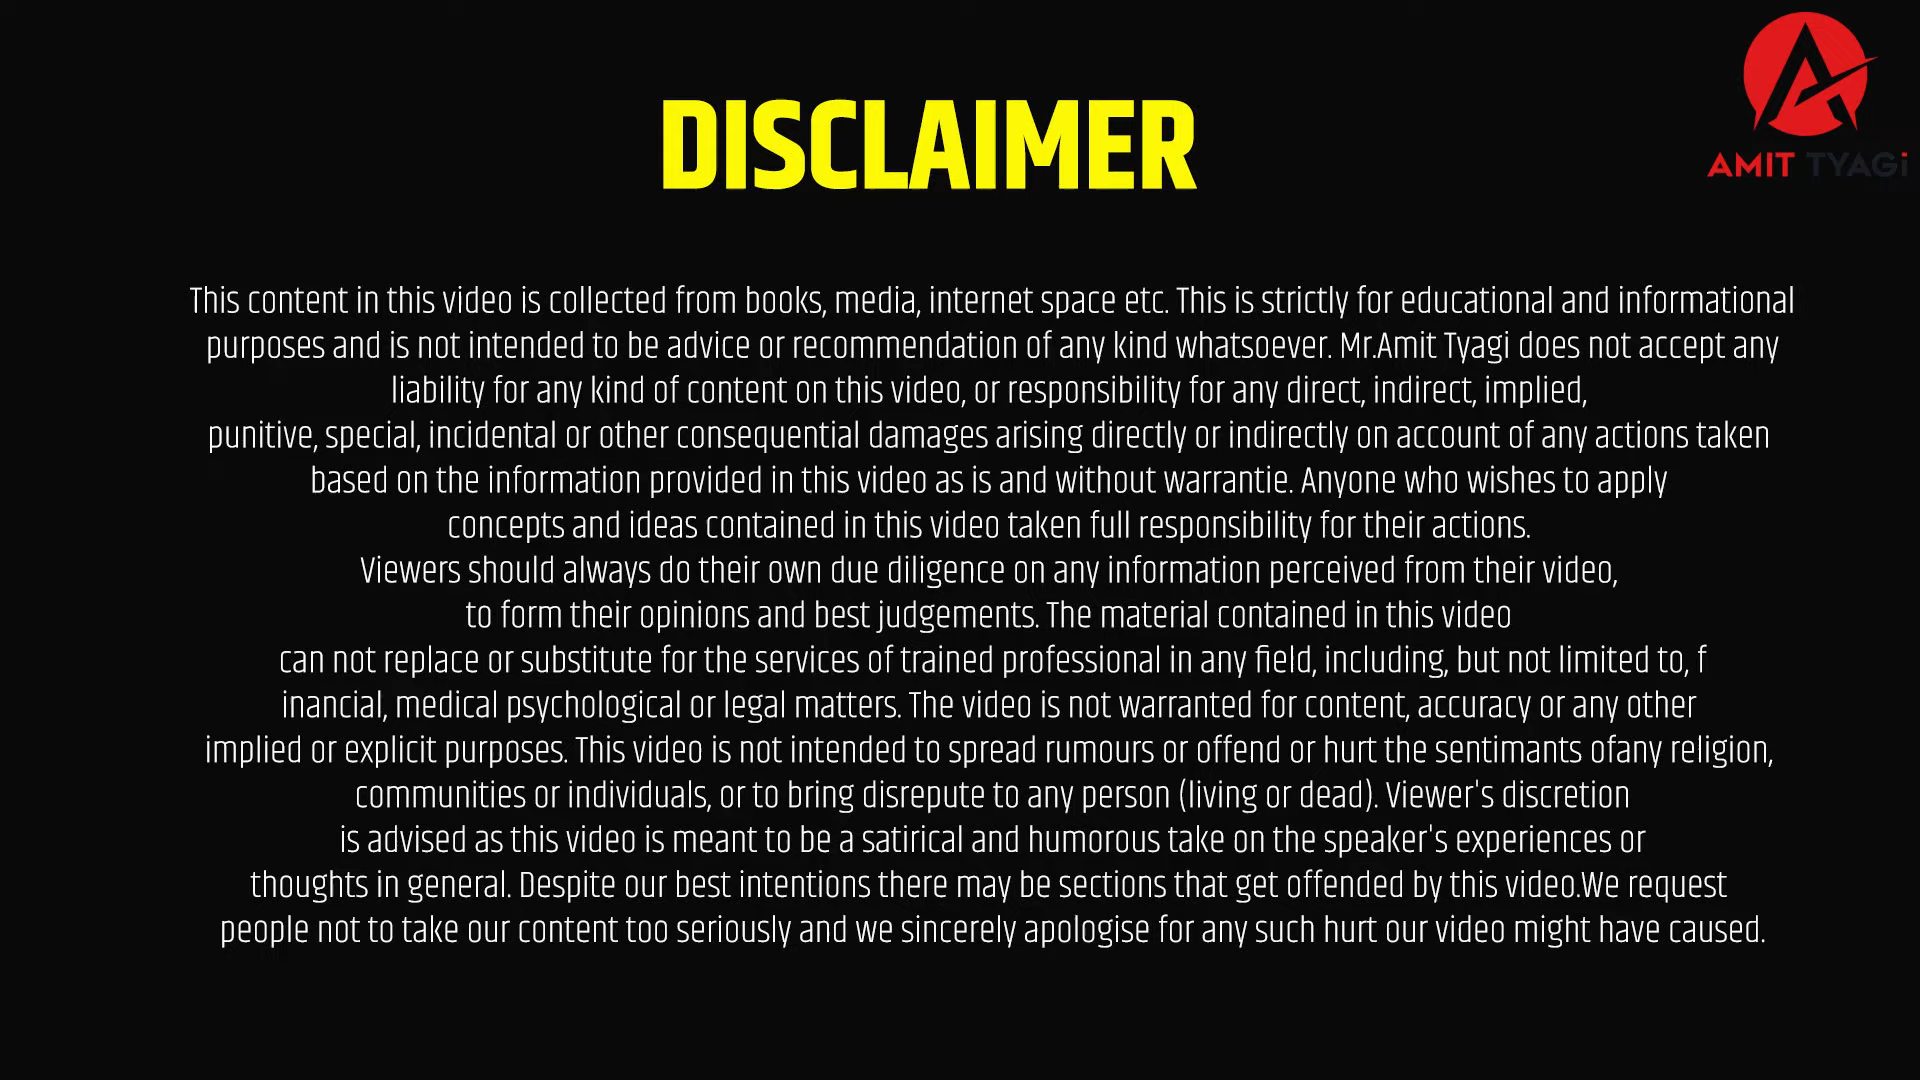 AMIT TYAGi
DISCLAIMER
This content in this video is collected from books, media, internet space etc. This is strictly for educational and informational
purposes and is not intended to be advice or recommendation of any kind whatsoever. Mr.Amit Tyagi does not accept any
liability for any kind of content on this video, or responsibility for any direct, indirect, implied,
punitive, special, incidental or other consequential damages arising directly or indirectly on account of any actions taken
based on the information provided in this video as is and without warrantie. Anyone who wishes to apply
concepts and ideas contained in this video taken full responsibility for their actions.
Viewers should always do their own due diligence on any information perceived from their video,
to form their opinions and best judgements. The material contained in this video
can not replace or substitute for the services of trained professional in any field, including, but not limited to, f
inancial, medical psychological or legal matters. The video is not warranted for content, accuracy or any other
implied or explicit purposes. This video is not intended to spread rumours or offend or hurt the sentimants ofany religion,
communities or individuals, or to bring disrepute to any person (living or dead). Viewer's discretion
is advised as this video is meant to be a satirical and humorous take on the speaker's experiences or
thoughts in general. Despite our best intentions there may be sections that get offended by this video.We request
people not to take our content too seriously and we sincerely apologise for any such hurt our video might have caused.